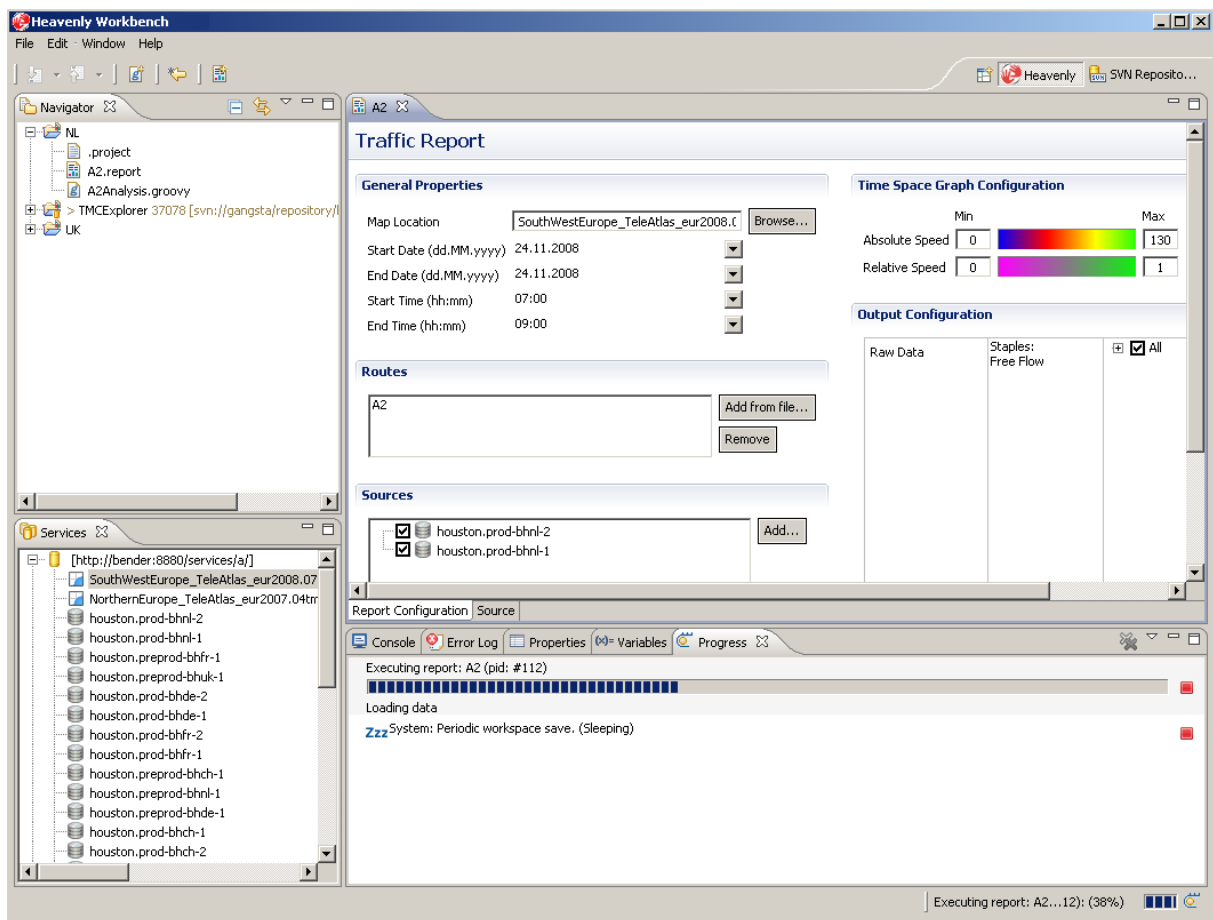 Heavenly Workbench
File Edit Window Help
Heavenly SVN Reposito...
Navigator
NL
.project
A2.report
A2Analysis.groovy
> TMCExplorer 37078 [svn://gangsta/repository/l
UK
Services
[http://bender:8880/services/a/]
SouthWestEurope_TeleAtlas_eur2008.07
NorthernEurope_TeleAtlas_eur2007.04tm
houston.prod-bhnl-2
houston.prod-bhnl-1
houston.preprod-bhfr-1
houston.preprod-bhuk-1
houston.prod-bhde-2
houston.prod-bhde-1
houston.prod-bhfr-2
houston.prod-bhfr-1
houston.preprod-bhch-1
houston.preprod-bhnl-1
houston.preprod-bhde-1
houston.prod-bhch-1
houston.prod-bhch-2
A2
Traffic Report
General Properties
Map Location SouthWestEurope_TeleAtlas_eur2008.( Browse...
Start Date (dd.MM.yyyy) 24.11.2008
End Date (dd.MM.yyyy) 24.11.2008
Start Time (hh:mm) 07:00
End Time (hh:mm) 09:00
Routes
A2
Add from file...
Remove
Sources
houston.prod-bhnl-2
houston.prod-bhnl-1
Add...
Time Space Graph Configuration
Min Max
Absolute Speed 0 130
Relative Speed 0 1
Output Configuration
Raw Data
Staples:
Free Flow
All
Report Configuration Source
Console Error Log Properties (x)= Variables Progress
Executing report: A2 (pid: #112)
Loading data
Zzz System: Periodic workspace save. (Sleeping)
Executing report: A2...12): (38%)